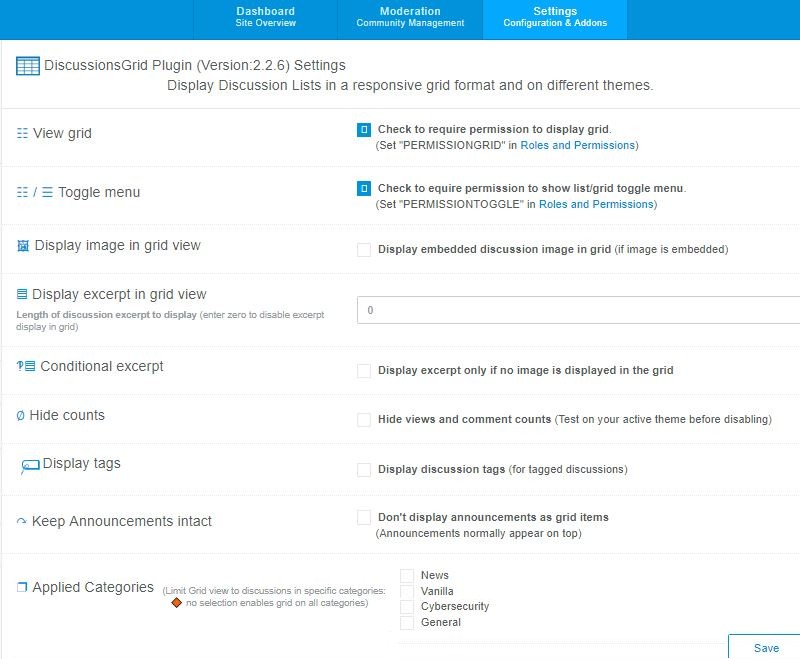 Dashboard
Site Overview
Moderation
Community Management
Settings
Configuration & Addons
DiscussionsGrid Plugin (Version:2.2.6) Settings
Display Discussion Lists in a responsive grid format and on different themes.
View grid
Check to require permission to display grid.
(Set "PERMISSIONGRID" in Roles and Permissions)
/ Toggle menu
Check to equire permission to show list/grid toggle menu.
(Set "PERMISSIONTOGGLE" in Roles and Permissions)
Display image in grid view
Display embedded discussion image in grid (if image is embedded)
Display excerpt in grid view
Length of discussion excerpt to display (enter zero to disable excerpt
display in grid)
0
Conditional excerpt
Display excerpt only if no image is displayed in the grid
Hide counts
Hide views and comment counts (Test on your active theme before disabling)
Display tags
Display discussion tags (for tagged discussions)
Keep Announcements intact
Don't display announcements as grid items
(Announcements normally appear on top)
Applied Categories (Limit Grid view to discussions in specific categories:
no selection enables grid on all categories)
News
Vanilla
Cybersecurity
General
Save